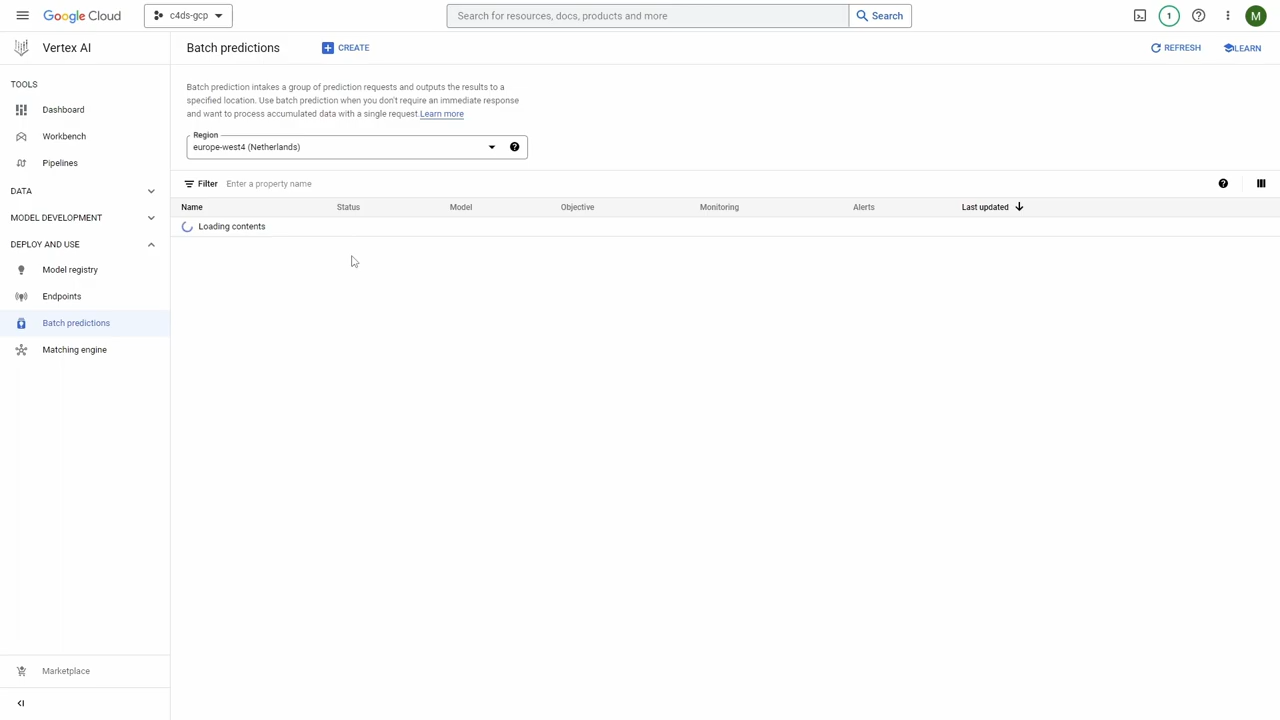 Google Cloud
c4ds-gcp
Search for resources, docs, products and more
Search
1
M
Vertex AI
Batch predictions
CREATE
REFRESH
LEARN
TOOLS
Dashboard
Workbench
Pipelines
DATA
MODEL DEVELOPMENT
DEPLOY AND USE
Model registry
Endpoints
Batch predictions
Matching engine
Marketplace
Batch prediction intakes a group of prediction requests and outputs the results to a
specified location. Use batch prediction when you don't require an immediate response
and want to process accumulated data with a single request. Learn more
Region
europe-west4 (Netherlands)
Filter Enter a property name
Name Status Model Objective Monitoring Alerts Last updated
Loading contents